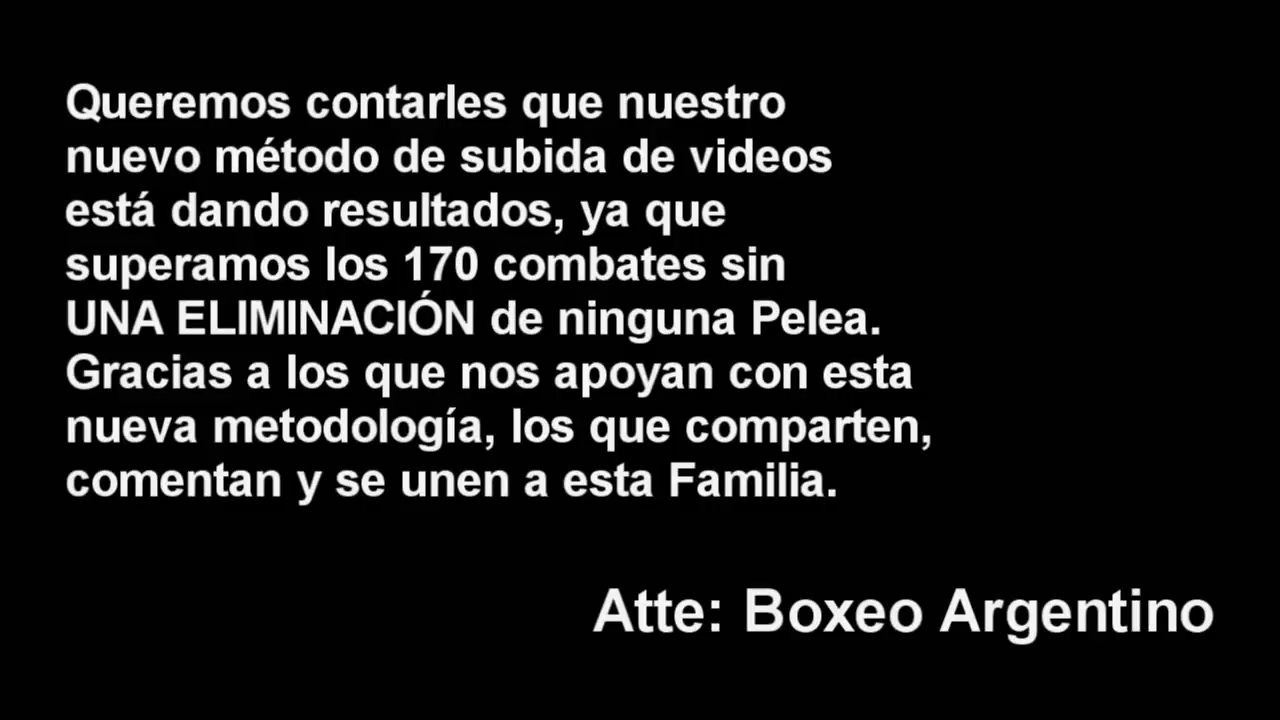 Queremos contarles que nuestro
nuevo método de subida de videos
está dando resultados, ya que
superamos los 170 combates sin
UNA ELIMINACIÓN de ninguna Pelea.
Gracias a los que nos apoyan con esta
nueva metodología, los que comparten,
comentan y se unen a esta Familia.
Atte: Boxeo Argentino